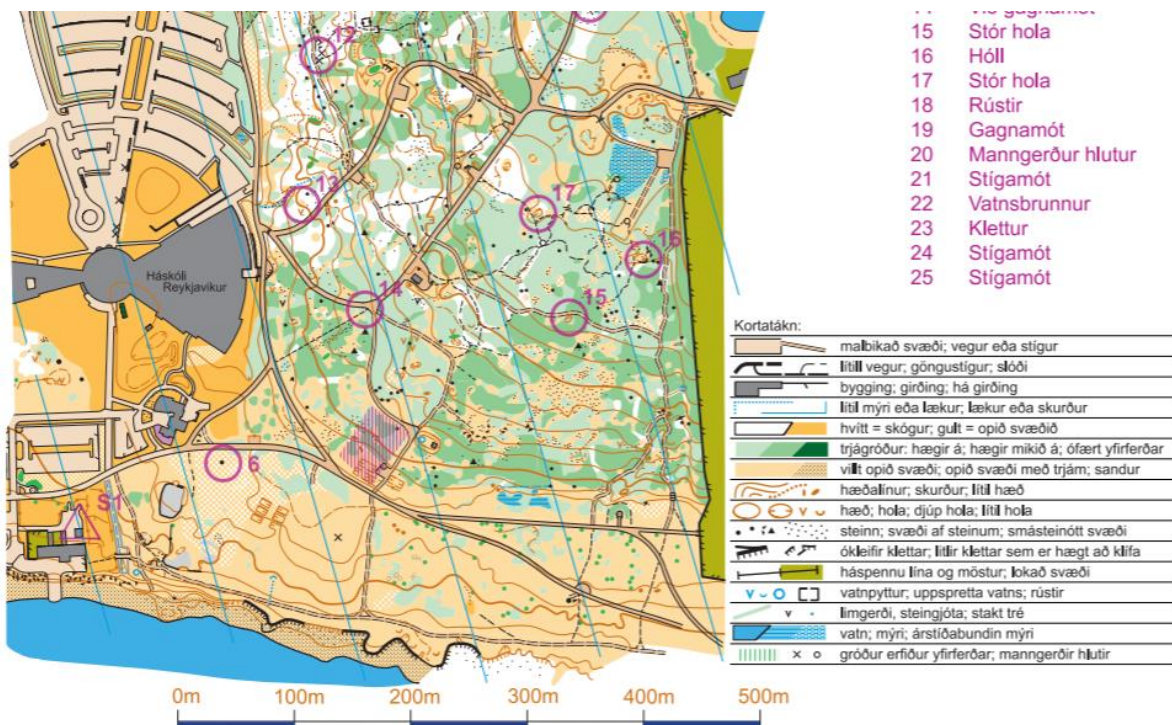 12
13
17
16
14
15
Háskóli
Reykjavíkur
6
S1
gagnamót
15 Stór hola
16 Hóll
17 Stór hola
18 Rústir
19 Gagnamót
20 Manngerður hlutur
21 Stígamót
22 Vatnsbrunnur
23 Klettur
24 Stígamót
25 Stígamót
Kortatákn:
malbikað svæði; vegur eða stígur
lítill vegur; göngustígur; slóði
bygging; girðing; há girðing
lítil mýri eða lækur; lækur eða skurður
hvítt = skógur; gult = opið svæðið
trjágróður: hægir á; hægir mikið á; ófært yfirferðar
villt opið svæði; opið svæði með trjám; sandur
hæðalínur; skurður; lítil hæð
hæð; hola; djúp hola; lítil hola
steinn; svæði af steinum; smásteinótt svæði
ókleifir klettar; litlir klettar sem er hægt að klífa
háspennu lína og möstur; lokað svæði
vatnpyttur; uppspretta vatns; rústir
limgerði, steingjóta; stakt tré
vatn; mýri; árstíðabundin mýri
gróður erfiður yfirferðar; manngerðir hlutir
0m 100m 200m 300m 400m 500m